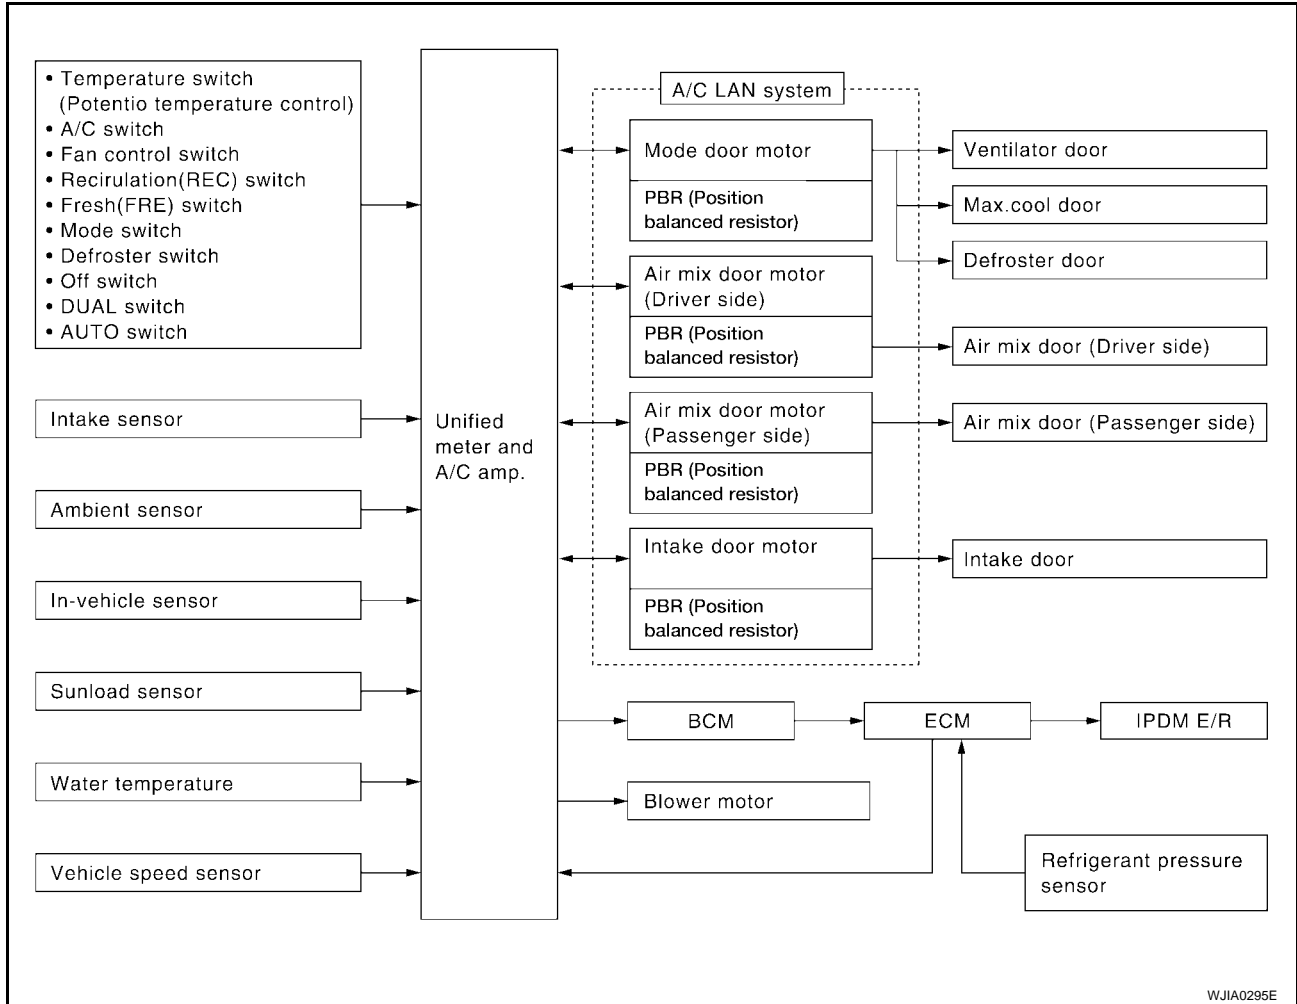 • Temperature switch
(Potentio temperature control)
• A/C switch
• Fan control switch
• Recirulation(REC) switch
• Fresh(FRE) switch
• Mode switch
• Defroster switch
• Off switch
• DUAL switch
• AUTO switch
Intake sensor
Ambient sensor
In-vehicle sensor
Sunload sensor
Water temperature
Vehicle speed sensor
Unified
meter and
A/C amp.
A/C LAN system
Mode door motor
PBR (Position
balanced resistor)
Air mix door motor
(Driver side)
PBR (Position
balanced resistor)
Air mix door motor
(Passenger side)
PBR (Position
balanced resistor)
Intake door motor
PBR (Position
balanced resistor)
Ventilator door
Max.cool door
Defroster door
Air mix door (Driver side)
Air mix door (Passenger side)
Intake door
BCM
ECM
IPDM E/R
Blower motor
Refrigerant pressure
sensor
WJIA0295E